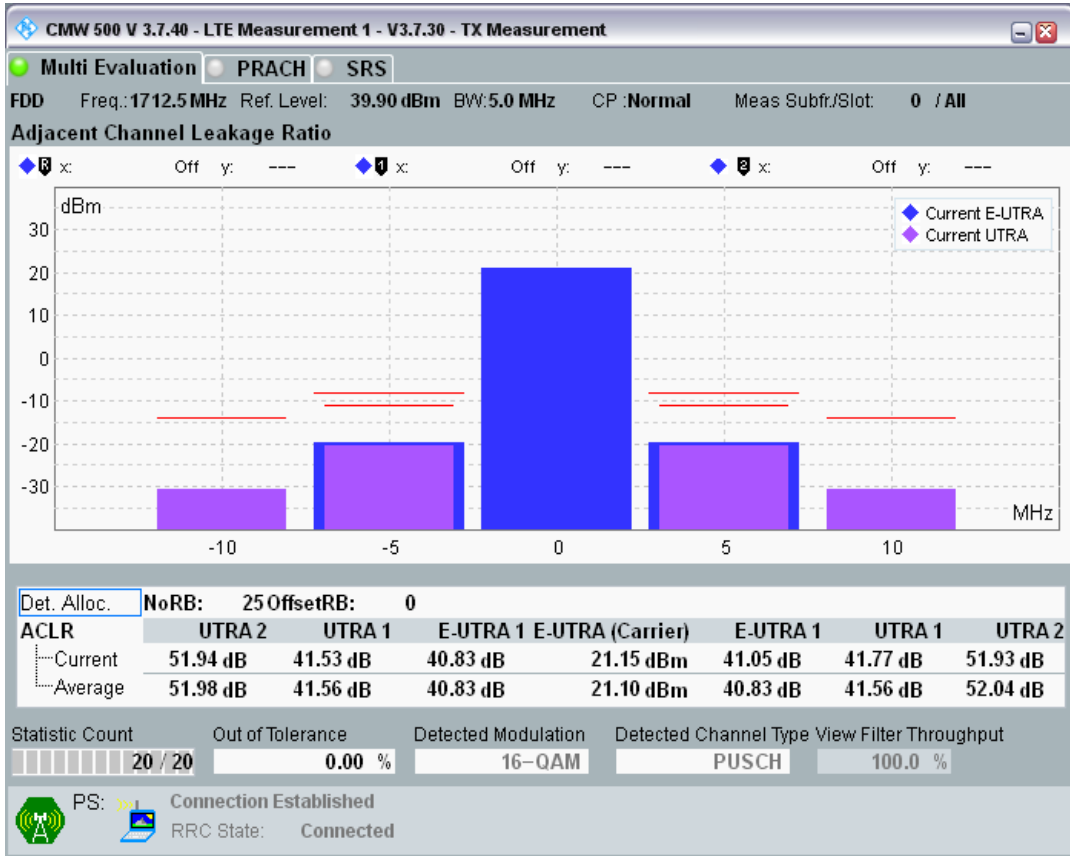 CMW 500 V 3.7.40 - LTE Measurement 1 - V3.7.30 - TX Measurement
Multi Evaluation PRACH SRS
FDD Freq.: 1712.5 MHz Ref. Level: 39.90 dBm BW: 5.0 MHz CP : Normal Meas Subfr./Slot: 0 / All
Adjacent Channel Leakage Ratio
R x: Off y: --- 1 x: Off y: --- 2 x: Off y: ---
dBm
Current E-UTRA
Current UTRA
30
20
10
0
-10
-20
-30
MHz
-10 -5 0 5 10
Det. Alloc. NoRB: 25 OffsetRB: 0
ACLR UTRA 2 UTRA 1 E-UTRA 1 E-UTRA (Carrier) E-UTRA 1 UTRA 1 UTRA 2
Current 51.94 dB 41.53 dB 40.83 dB 21.15 dBm 41.05 dB 41.77 dB 51.93 dB
Average 51.98 dB 41.56 dB 40.83 dB 21.10 dBm 40.83 dB 41.56 dB 52.04 dB
Statistic Count Out of Tolerance Detected Modulation Detected Channel Type View Filter Throughput
20 / 20 0.00 % 16-QAM PUSCH 100.0 %
PS: Connection Established
RRC State: Connected